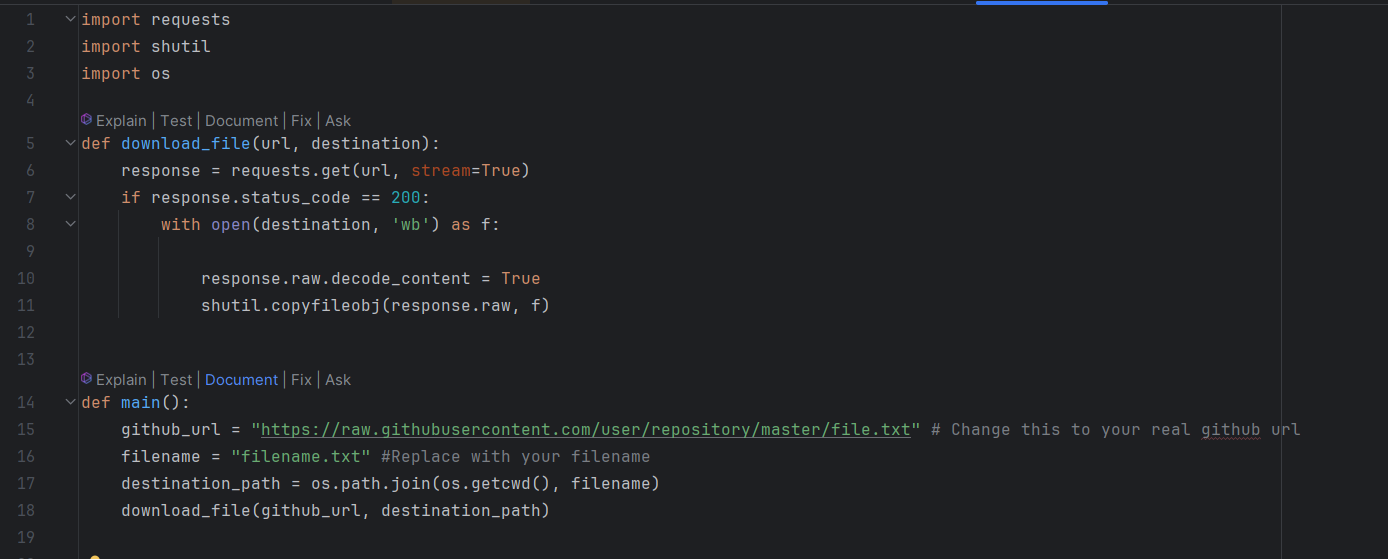 1 import requests
2 import shutil
3 import os
4
Explain | Test | Document | Fix | Ask
5 def download_file(url, destination):
6     response = requests.get(url, stream=True)
7     if response.status_code == 200:
8         with open(destination, 'wb') as f:
9
10             response.raw.decode_content = True
11             shutil.copyfileobj(response.raw, f)
12
13
Explain | Test | Document | Fix | Ask
14 def main():
15     github_url = "https://raw.githubusercontent.com/user/repository/master/file.txt" # Change this to your real github url
16     filename = "filename.txt" #Replace with your filename
17     destination_path = os.path.join(os.getcwd(), filename)
18     download_file(github_url, destination_path)
19